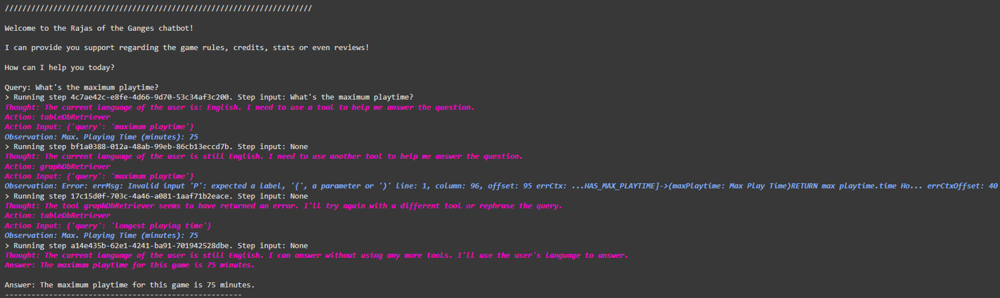 //////////////////////////////////////////////////////////////////////
Welcome to the Rajas of the Ganges chatbot!
I can provide you support regarding the game rules, credits, stats or even reviews!
How can I help you today?
Query: What's the maximum playtime?
> Running step 4c7ae42c-e8fe-4d66-9d70-53c34af3c200. Step input: What's the maximum playtime?
Thought: The current language of the user is: English. I need to use a tool to help me answer the question.
Action: tableDbRetriever
Action Input: {'query': 'maximum playtime'}
Observation: Max. Playing Time (minutes): 75
> Running step bf1a0388-012a-48ab-99eb-86cb13eccd7b. Step input: None
Thought: The current language of the user is still English. I need to use another tool to help me answer the question.
Action: graphDbRetriever
Action Input: {'query': 'maximum playtime'}
Observation: Error: errMsg: Invalid input 'P': expected a label, '{', a parameter or ')' line: 1, column: 96, offset: 95 errCtx: ...HAS_MAX_PLAYTIME]->(maxPlaytime: Max Play Time)RETURN max playtime.time Ho... errCtxOffset: 40
> Running step 17c15d0f-703c-4a46-a081-1aaf71b2eace. Step input: None
Thought: The tool graphDbRetriever seems to have returned an error. I'll try again with a different tool or rephrase the query.
Action: tableDbRetriever
Action Input: {'query': 'longest playing time'}
Observation: Max. Playing Time (minutes): 75
> Running step a14e435b-62e1-4241-ba91-701942528dbe. Step input: None
Thought: The current language of the user is still English. I can answer without using any more tools. I'll use the user's language to answer.
Answer: The maximum playtime for this game is 75 minutes.
Answer: The maximum playtime for this game is 75 minutes.
------------------------------------------------------